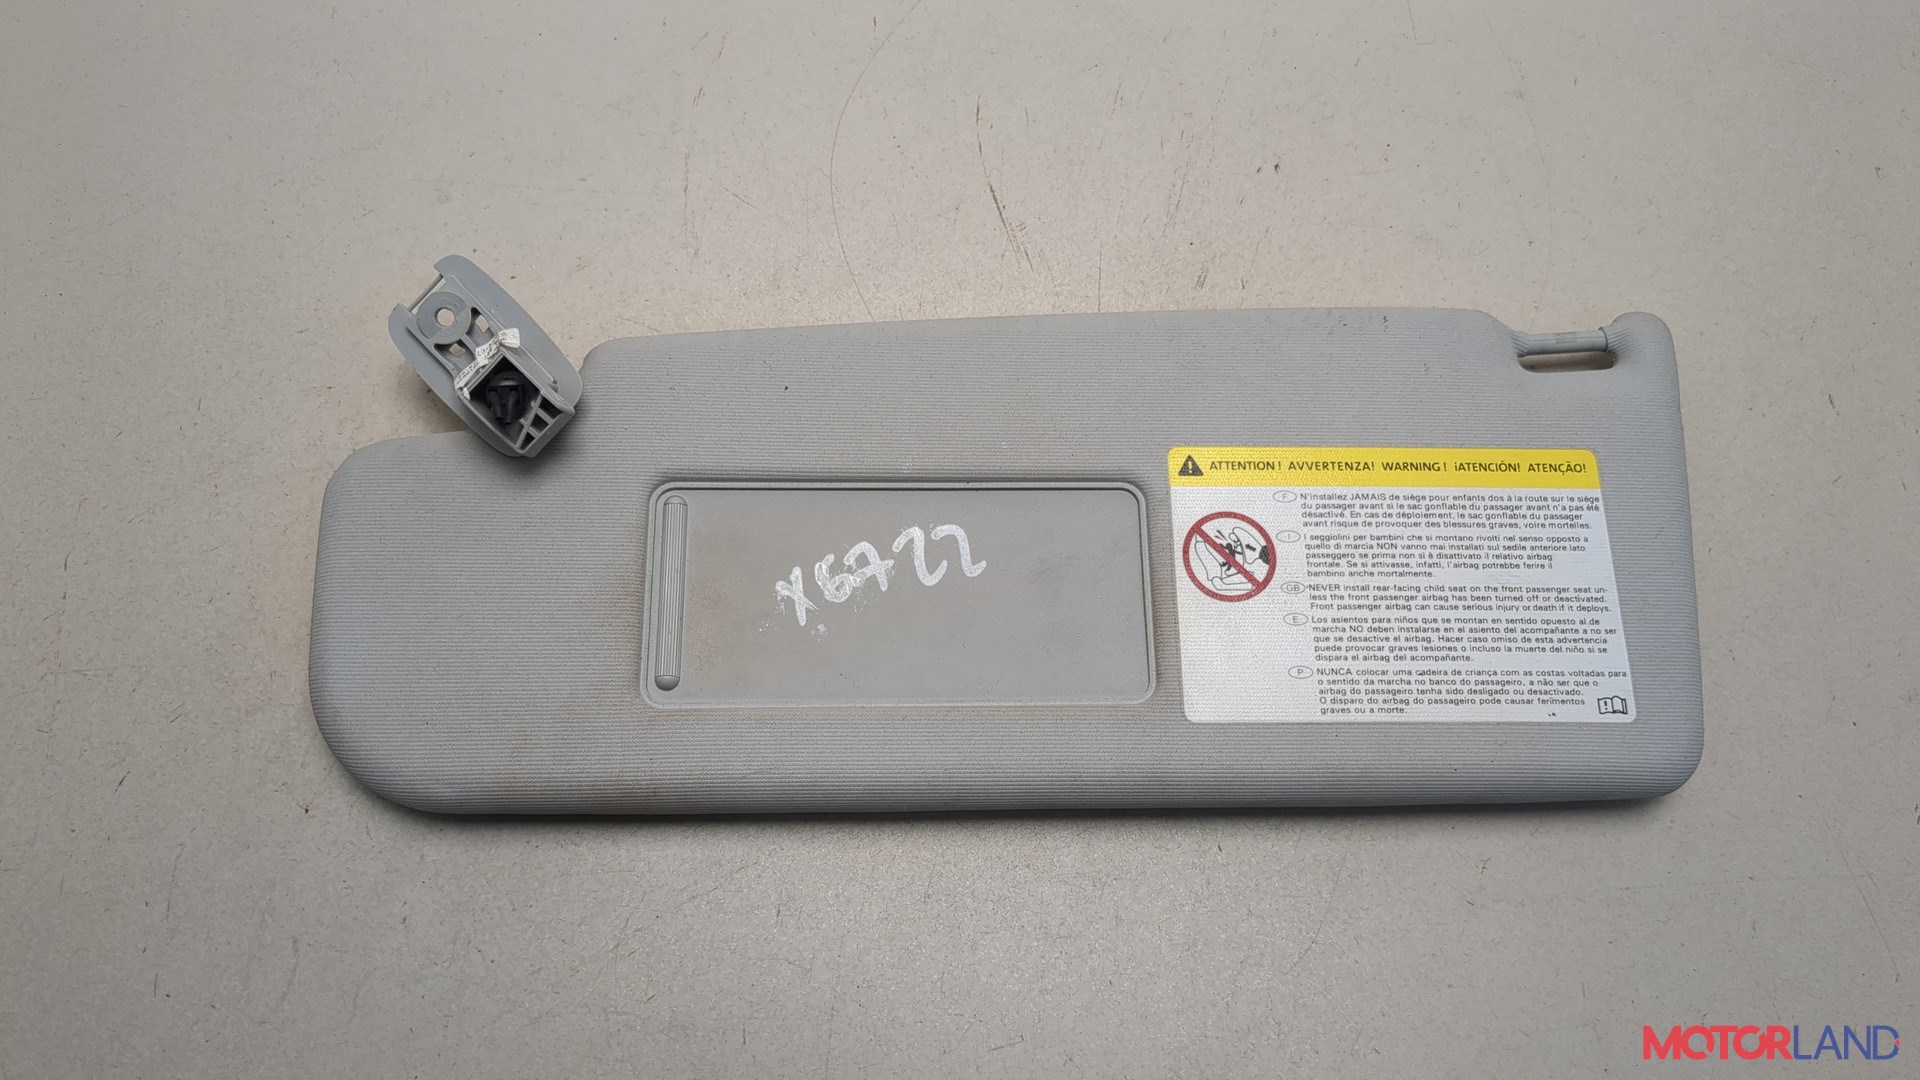 ATTENTION! AVVERTENZA! WARNING! ¡ATENCIÓN! ATENÇÃO!
F N'installez JAMAIS de siège pour enfants dos à la route sur le siège
du passager avant si le sac gonflable du passager avant n'a pas été
désactivé. En cas de déploiement, le sac gonflable du passager
avant risque de provoquer des blessures graves, voire mortelles.
I I seggiolini per bambini che si montano rivolti nel senso opposto a
quello di marcia NON vanno mai installati sul sedile anteriore lato
passeggero se prima non si è disattivato il relativo airbag
frontale. Se si attivasse, infatti, l'airbag potrebbe ferire il
bambino anche mortalmente.
GB NEVER install rear-facing child seat on the front passenger seat un-
less the front passenger airbag has been turned off or deactivated.
Front passenger airbag can cause serious injury or death if it deploys.
E Los asientos para niños que se montan en sentido opuesto al de
marcha NO deben instalarse en el asiento del acompañante a no ser
que se desactive el airbag. Hacer caso omiso de esta advertencia
puede provocar graves lesiones o incluso la muerte del niño si se
dispara el airbag del acompañante.
P NUNCA colocar uma cadeira de criança com as costas voltadas para
o sentido da marcha no banco do passageiro, a não ser que o
airbag do passageiro tenha sido desligado ou desactivado.
O disparo do airbag do passageiro pode causar ferimentos
graves ou a morte.
X6722
MOTORLAND